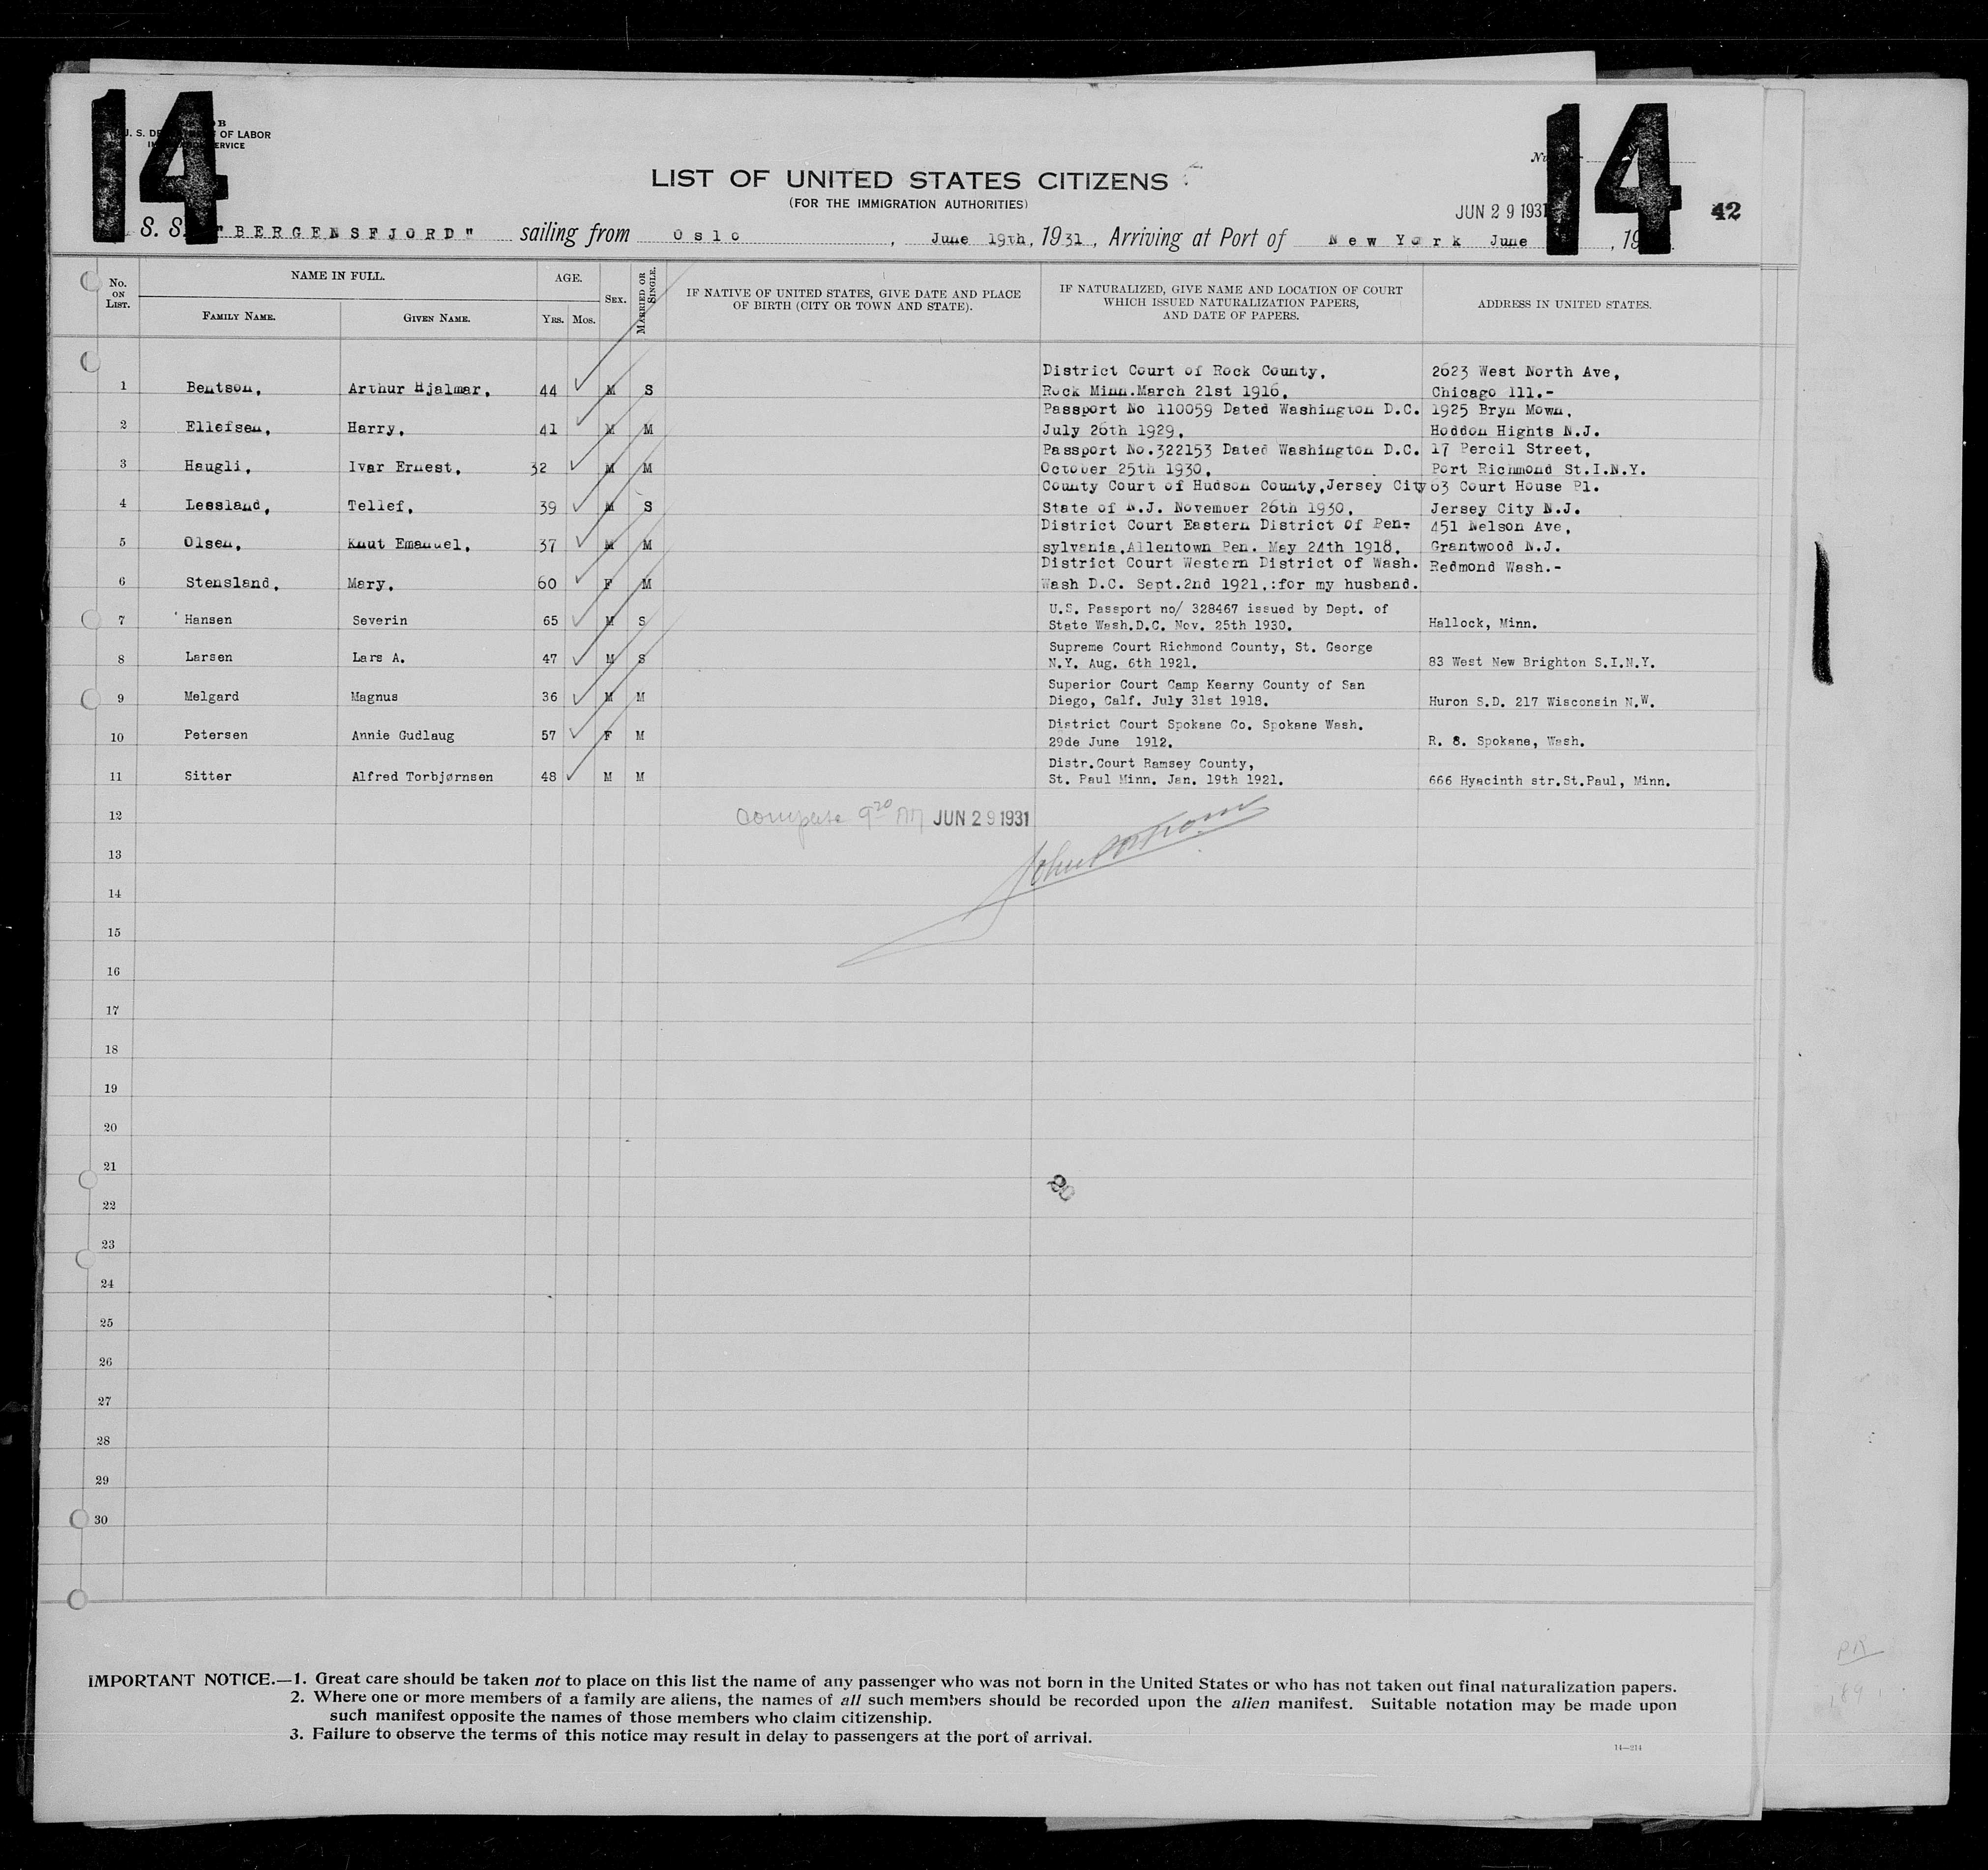 14
14
B
U. S. DE OF LABOR
ERVICE
LIST OF UNITED STATES CITIZENS
(FOR THE IMMIGRATION AUTHORITIES)
JUN 29 1931
42
S. S. "BERGENSFJORD" sailing from Oslo, June 19th, 1931, Arriving at Port of New York June , 19
No. ON LIST.
NAME IN FULL.
FAMILY NAME.
GIVEN NAME.
AGE.
YRS. MOS.
SEX.
MARRIED OR SINGLE.
IF NATIVE OF UNITED STATES, GIVE DATE AND PLACE
OF BIRTH (CITY OR TOWN AND STATE).
IF NATURALIZED, GIVE NAME AND LOCATION OF COURT
WHICH ISSUED NATURALIZATION PAPERS,
AND DATE OF PAPERS.
ADDRESS IN UNITED STATES.
District Court of Rock County, 2623 West North Ave,
1 Bentson, Arthur Hjalmar, 44 M S Rock Minn.March 21st 1916, Chicago Ill.-
Passport No 110059 Dated Washington D.C. 1925 Bryn Mown,
2 Ellefsen, Harry, 41 M M July 26th 1929, Hoddon Hights N.J.
Passport No.322153 Dated Washington D.C. 17 Percil Street,
3 Haugli, Ivar Ernest, 32 M M October 25th 1930, Port Richmond St.I.N.Y.
County Court of Hudson County,Jersey City 63 Court House Pl.
4 Lessland, Tellef, 39 M S State of N.J. November 26th 1930, Jersey City N.J.
District Court Eastern District Of Pen- 451 Nelson Ave,
5 Olsen, Knut Emanuel, 37 M M sylvania,Allentown Pen. May 24th 1918, Grantwood N.J.
District Court Western District of Wash. Redmond Wash.-
6 Stensland, Mary, 60 F M Wash D.C. Sept.2nd 1921,:for my husband.
U.S. Passport no/ 328467 issued by Dept. of
7 Hansen Severin 65 M S State Wash.D.C. Nov. 25th 1930. Hallock, Minn.
Supreme Court Richmond County, St. George
8 Larsen Lars A. 47 M S N.Y. Aug. 6th 1921. 83 West New Brighton S.I.N.Y.
Superior Court Camp Kearny County of San
9 Melgard Magnus 36 M M Diego, Calf. July 31st 1918. Huron S.D. 217 Wisconsin N.W.
District Court Spokane Co. Spokane Wash.
10 Petersen Annie Gudlaug 57 F M 29de June 1912. R. 8. Spokane, Wash.
Distr.Court Ramsey County,
11 Sitter Alfred Torbjørnsen 48 M M St. Paul Minn. Jan. 19th 1921. 666 Hyacinth str.St.Paul, Minn.
12 Complete 9 20 AM JUN 29 1931
13
14
15
16
17
18
19
20
21
22
23
24
25
26
27
28
29
30
IMPORTANT NOTICE.—1. Great care should be taken not to place on this list the name of any passenger who was not born in the United States or who has not taken out final naturalization papers.
2. Where one or more members of a family are aliens, the names of all such members should be recorded upon the alien manifest. Suitable notation may be made upon
such manifest opposite the names of those members who claim citizenship.
3. Failure to observe the terms of this notice may result in delay to passengers at the port of arrival.
14—214